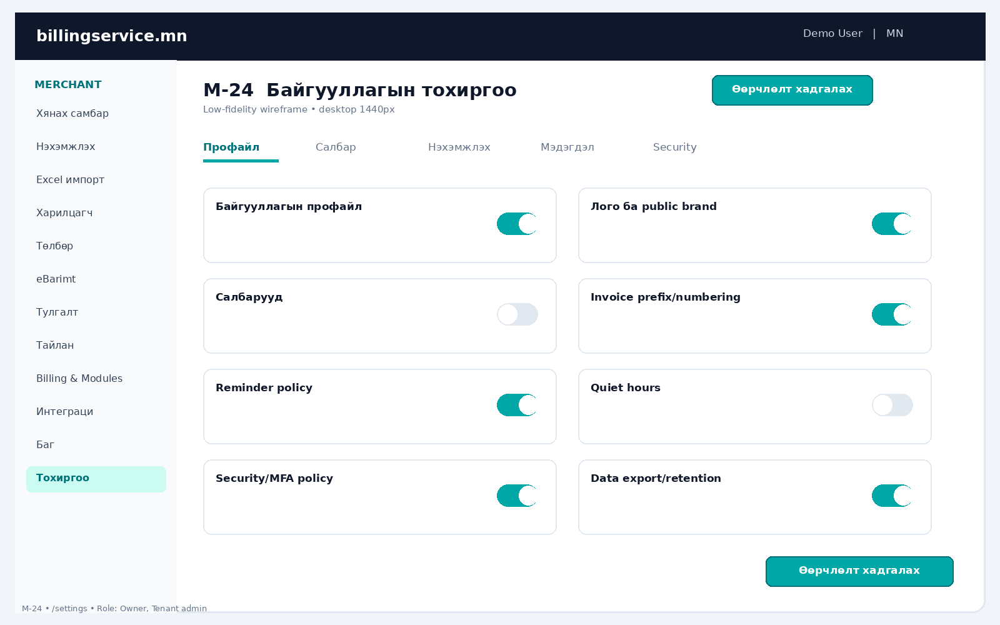 billingservice.mn
Demo User | MN
MERCHANT
Хянах самбар
Нэхэмжлэх
Excel импорт
Харилцагч
Төлбөр
eBarimt
Тулгалт
Тайлан
Billing & Modules
Интеграци
Баг
Тохиргоо
M-24 Байгууллагын тохиргоо
Low-fidelity wireframe • desktop 1440px
Өөрчлөлт хадгалах
Профайл Салбар Нэхэмжлэх Мэдэгдэл Security
Байгууллагын профайл
Лого ба public brand
Салбарууд
Invoice prefix/numbering
Reminder policy
Quiet hours
Security/MFA policy
Data export/retention
Өөрчлөлт хадгалах
M-24 • /settings • Role: Owner, Tenant admin